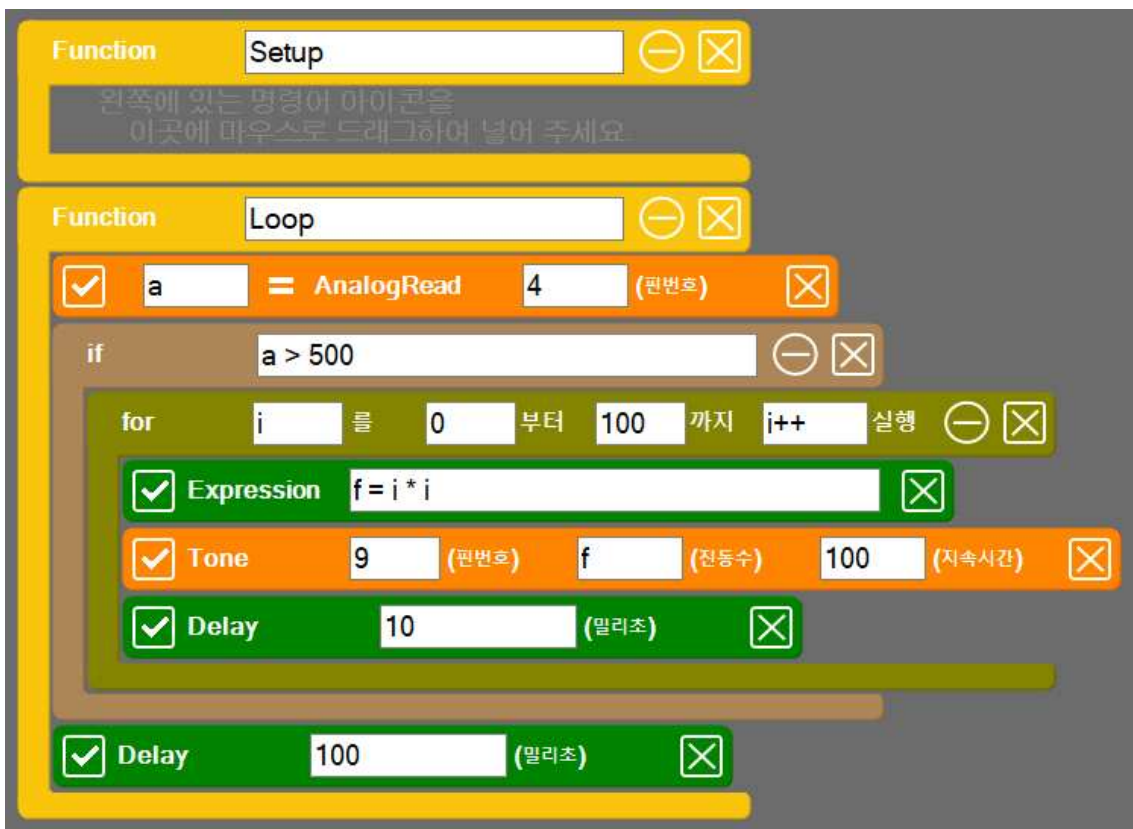 Function Setup
왼쪽에 있는 명령어 아이콘을
이곳에 마우스로 드래그하여 넣어 주세요
Function Loop
a = AnalogRead 4 (핀번호)
if a > 500
for i 를 0 부터 100 까지 i++ 실행
Expression f = i * i
Tone 9 (핀번호) f (진동수) 100 (지속시간)
Delay 10 (밀리초)
Delay 100 (밀리초)